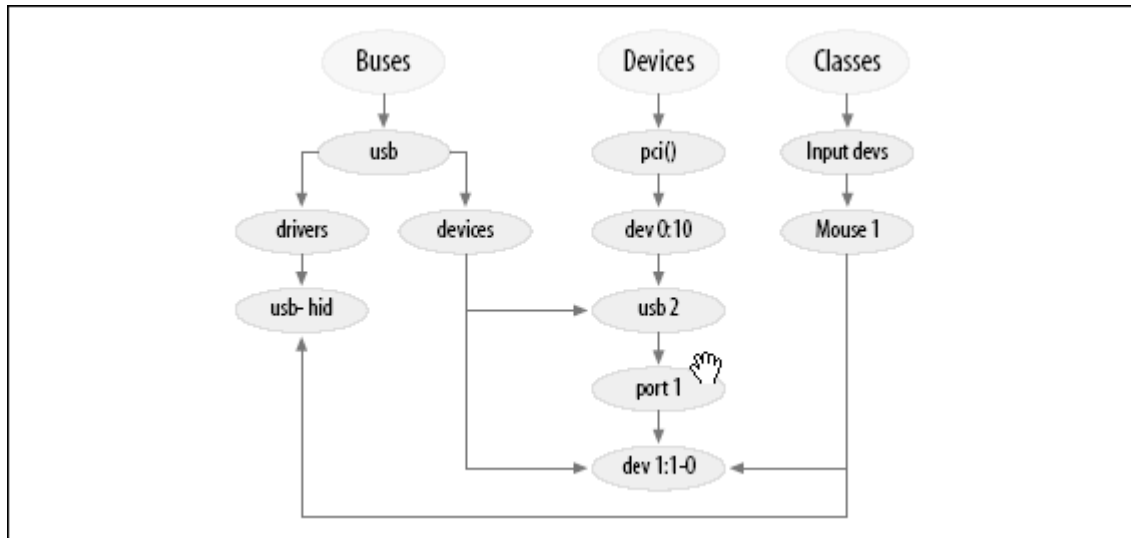 Buses
Devices
Classes
usb
pci()
Input devs
drivers
devices
dev 0:10
Mouse 1
usb- hid
usb 2
port 1
dev 1:1-0